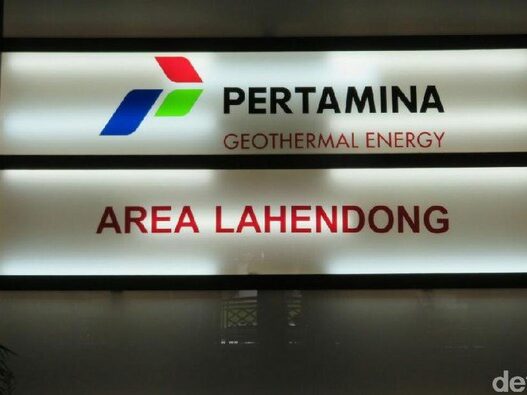 PERTAMINA
GEOTHERMAL ENERGY
AREA LAHENDONG